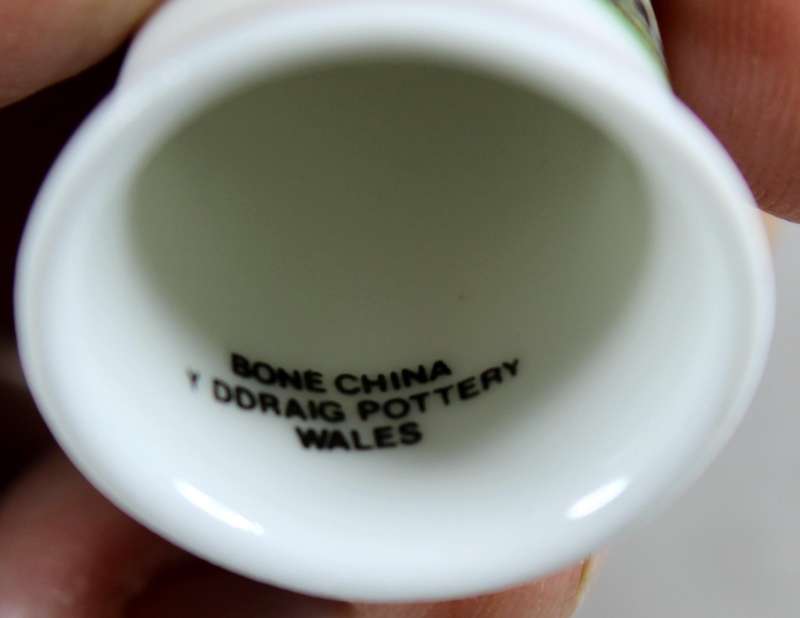 BONE CHINA
Y DDRAIG POTTERY
WALES